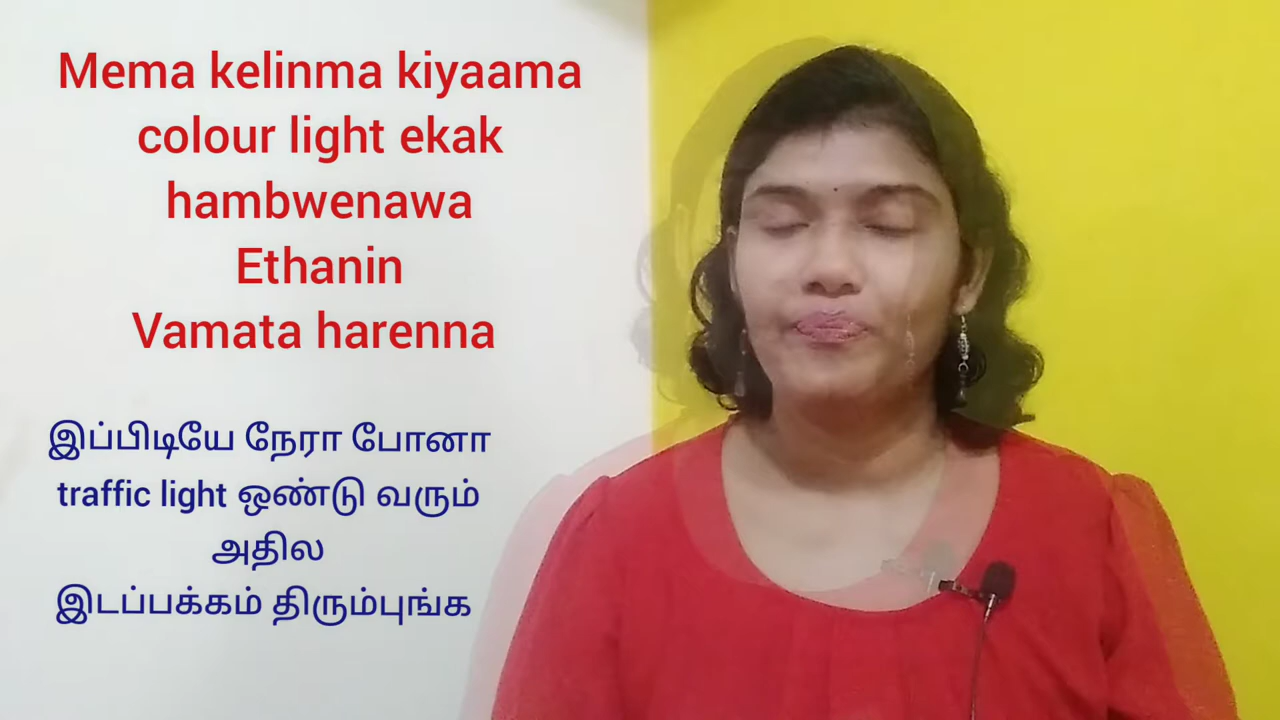 Mema kelinma kiyaama
colour light ekak
hambwenawa
Ethanin
Vamata harenna
இப்பிடியே நேரா போனா
traffic light ஒண்டு வரும்
அதில
இடப்பக்கம் திரும்புங்க